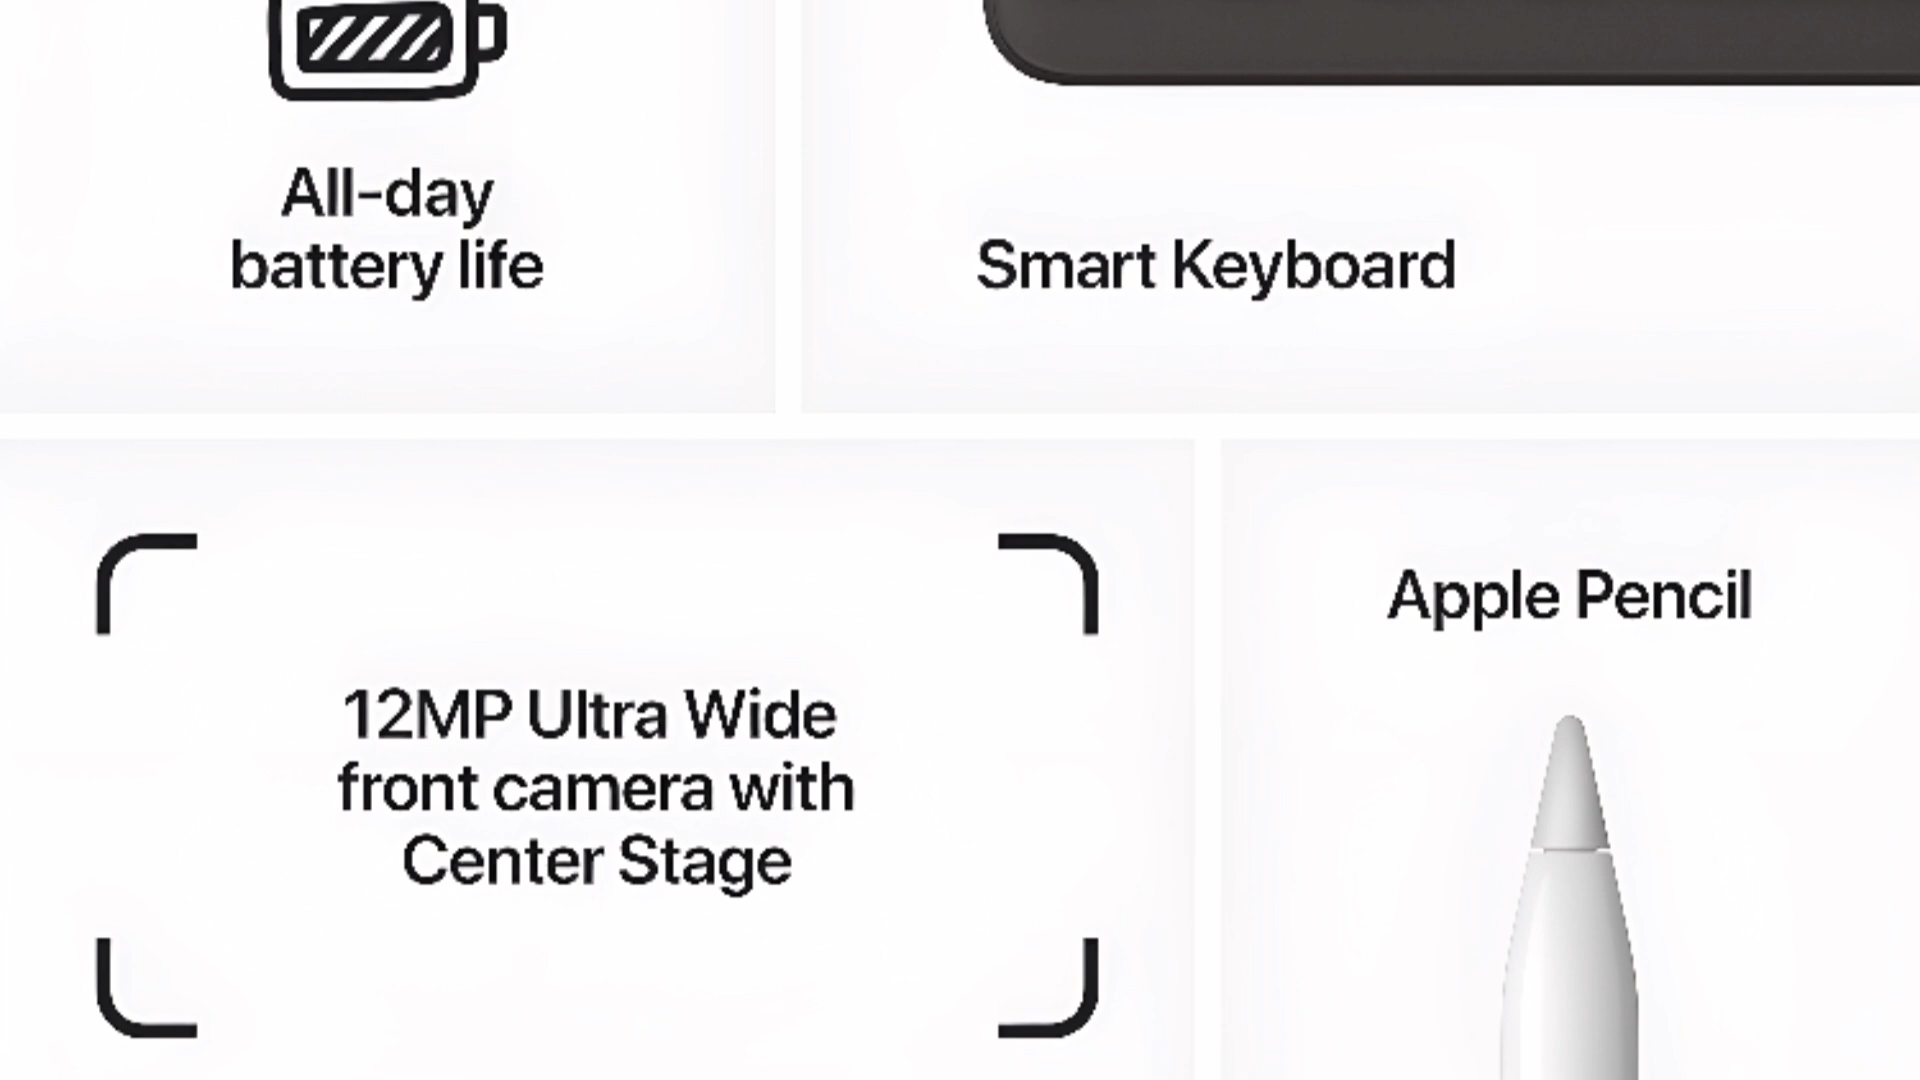 All-day
battery life
Smart Keyboard
12MP Ultra Wide
front camera with
Center Stage
Apple Pencil